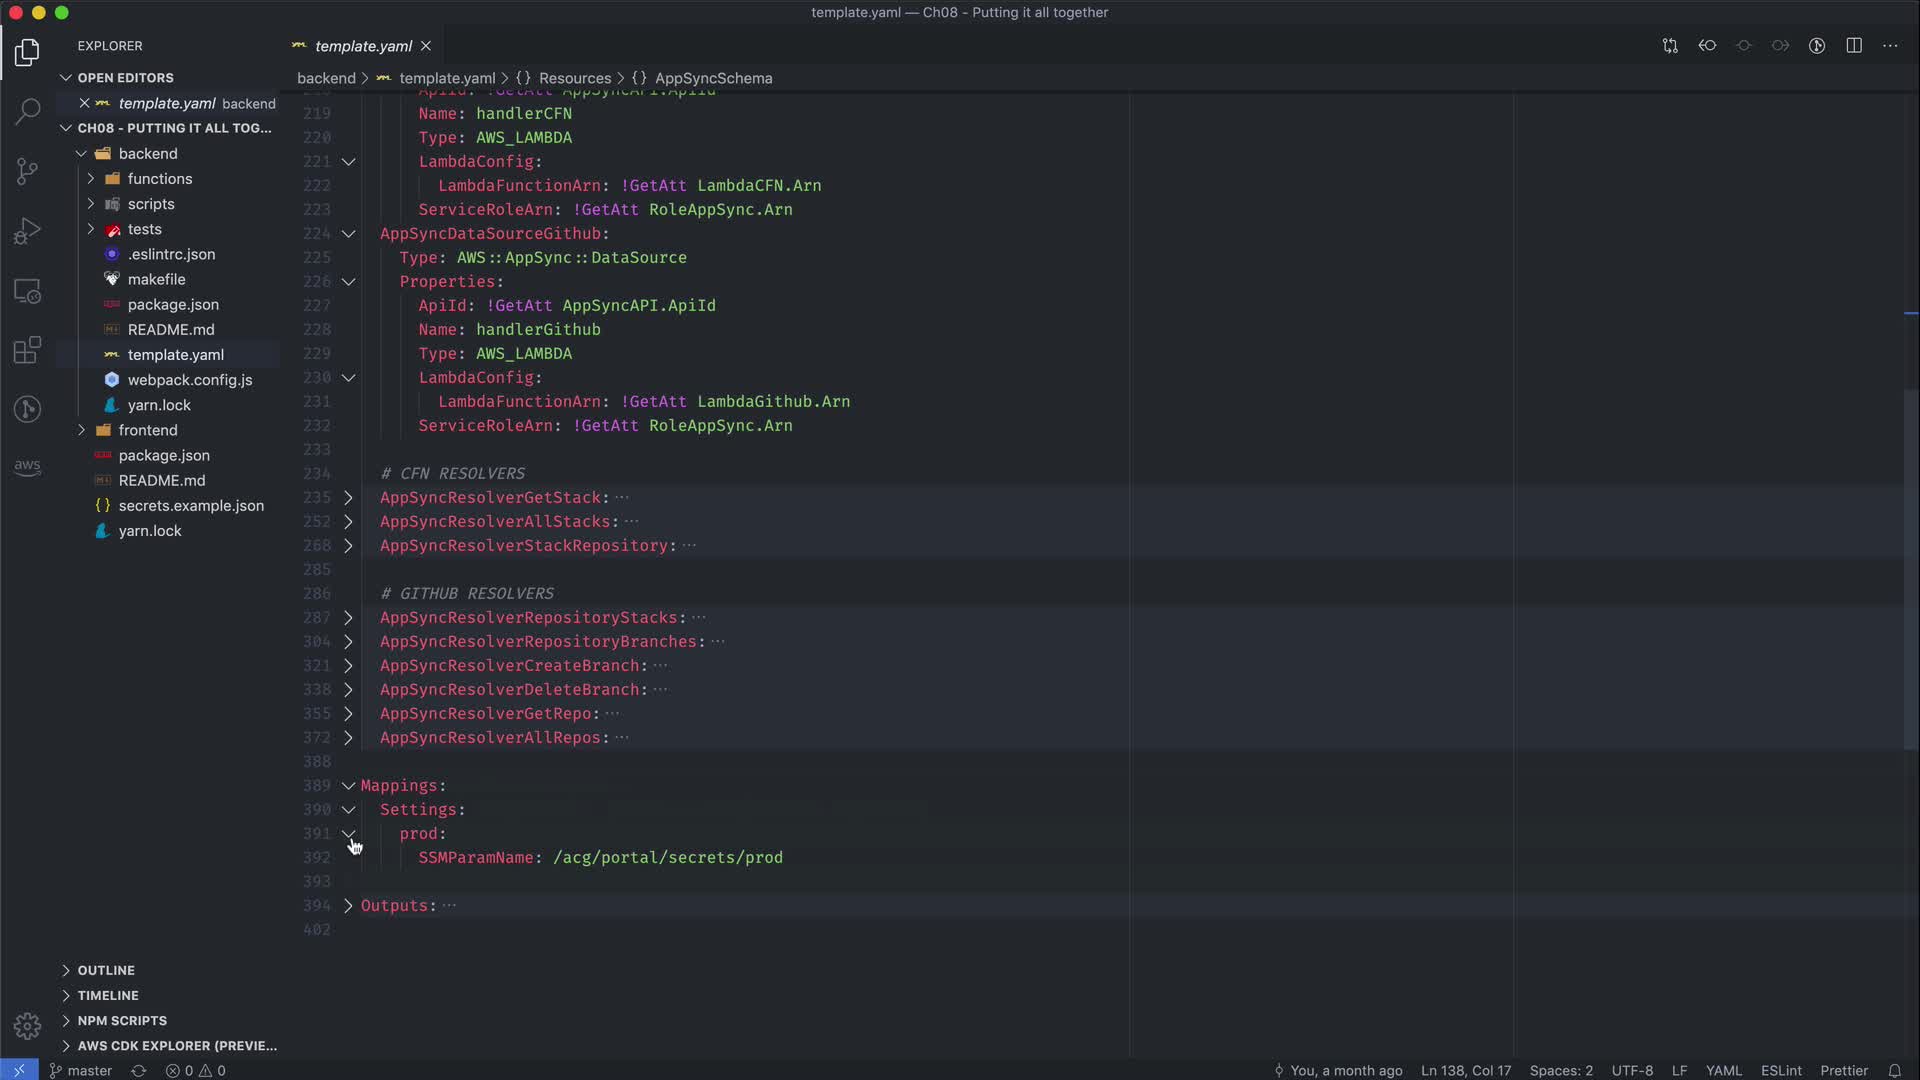 template.yaml — Ch08 - Putting it all together
EXPLORER
template.yaml
OPEN EDITORS
template.yaml backend
CH08 - PUTTING IT ALL TOG...
backend
functions
scripts
tests
.eslintrc.json
makefile
package.json
README.md
template.yaml
webpack.config.js
yarn.lock
frontend
package.json
README.md
secrets.example.json
yarn.lock
aws
OUTLINE
TIMELINE
NPM SCRIPTS
AWS CDK EXPLORER (PREVIE...
backend > template.yaml > {} Resources > {} AppSyncSchema
218 ApiId: !GetAtt AppSyncAPI.ApiId
219 Name: handlerCFN
220 Type: AWS_LAMBDA
221 LambdaConfig:
222 LambdaFunctionArn: !GetAtt LambdaCFN.Arn
223 ServiceRoleArn: !GetAtt RoleAppSync.Arn
224 AppSyncDataSourceGithub:
225 Type: AWS::AppSync::DataSource
226 Properties:
227 ApiId: !GetAtt AppSyncAPI.ApiId
228 Name: handlerGithub
229 Type: AWS_LAMBDA
230 LambdaConfig:
231 LambdaFunctionArn: !GetAtt LambdaGithub.Arn
232 ServiceRoleArn: !GetAtt RoleAppSync.Arn
233
234 # CFN RESOLVERS
235 AppSyncResolverGetStack: ...
252 AppSyncResolverAllStacks: ...
268 AppSyncResolverStackRepository: ...
285
286 # GITHUB RESOLVERS
287 AppSyncResolverRepositoryStacks: ...
304 AppSyncResolverRepositoryBranches: ...
321 AppSyncResolverCreateBranch: ...
338 AppSyncResolverDeleteBranch: ...
355 AppSyncResolverGetRepo: ...
372 AppSyncResolverAllRepos: ...
388
389 Mappings:
390 Settings:
391 prod:
392 SSMParamName: /acg/portal/secrets/prod
393
394 Outputs: ...
402
master 0 0 You, a month ago Ln 138, Col 17 Spaces: 2 UTF-8 LF YAML ESLint Prettier